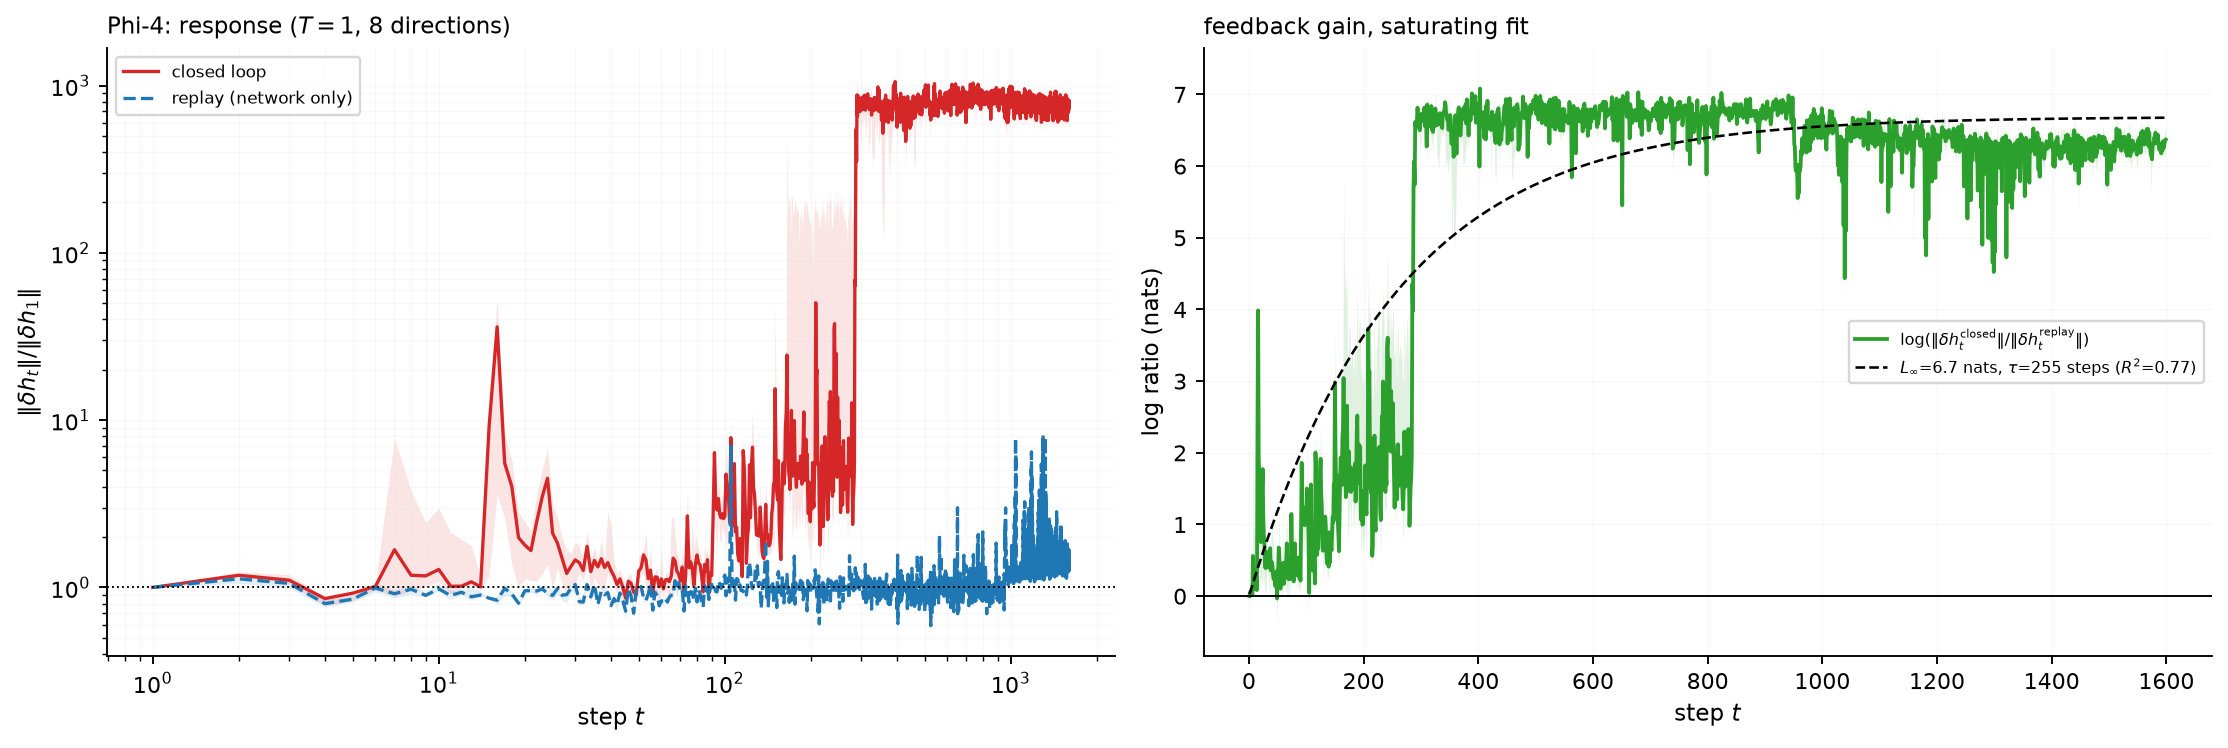 Phi-4: response (T = 1, 8 directions)
closed loop
replay (network only)
‖δh_t‖/‖δh_1‖
10^3
10^2
10^1
10^0
10^0 10^1 10^2 10^3
step t
feedback gain, saturating fit
log ratio (nats)
7
6
5
4
3
2
1
0
log(‖δh_t^closed‖/‖δh_t^replay‖)
L_∞=6.7 nats, τ=255 steps (R^2=0.77)
0 200 400 600 800 1000 1200 1400 1600
step t